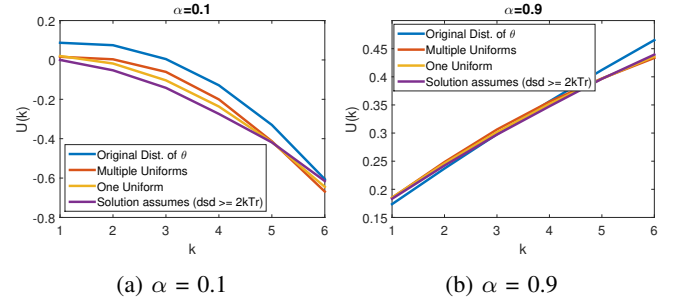 α=0.1
0.2
0
-0.2
-0.4
-0.6
-0.8
U(k)
Original Dist. of θ
Multiple Uniforms
One Uniform
Solution assumes (dsd >= 2kTr)
1 2 3 4 5 6
k
(a) α = 0.1
α=0.9
0.45
0.4
0.35
0.3
0.25
0.2
0.15
U(k)
Original Dist. of θ
Multiple Uniforms
One Uniform
Solution assumes (dsd >= 2kTr)
1 2 3 4 5 6
k
(b) α = 0.9